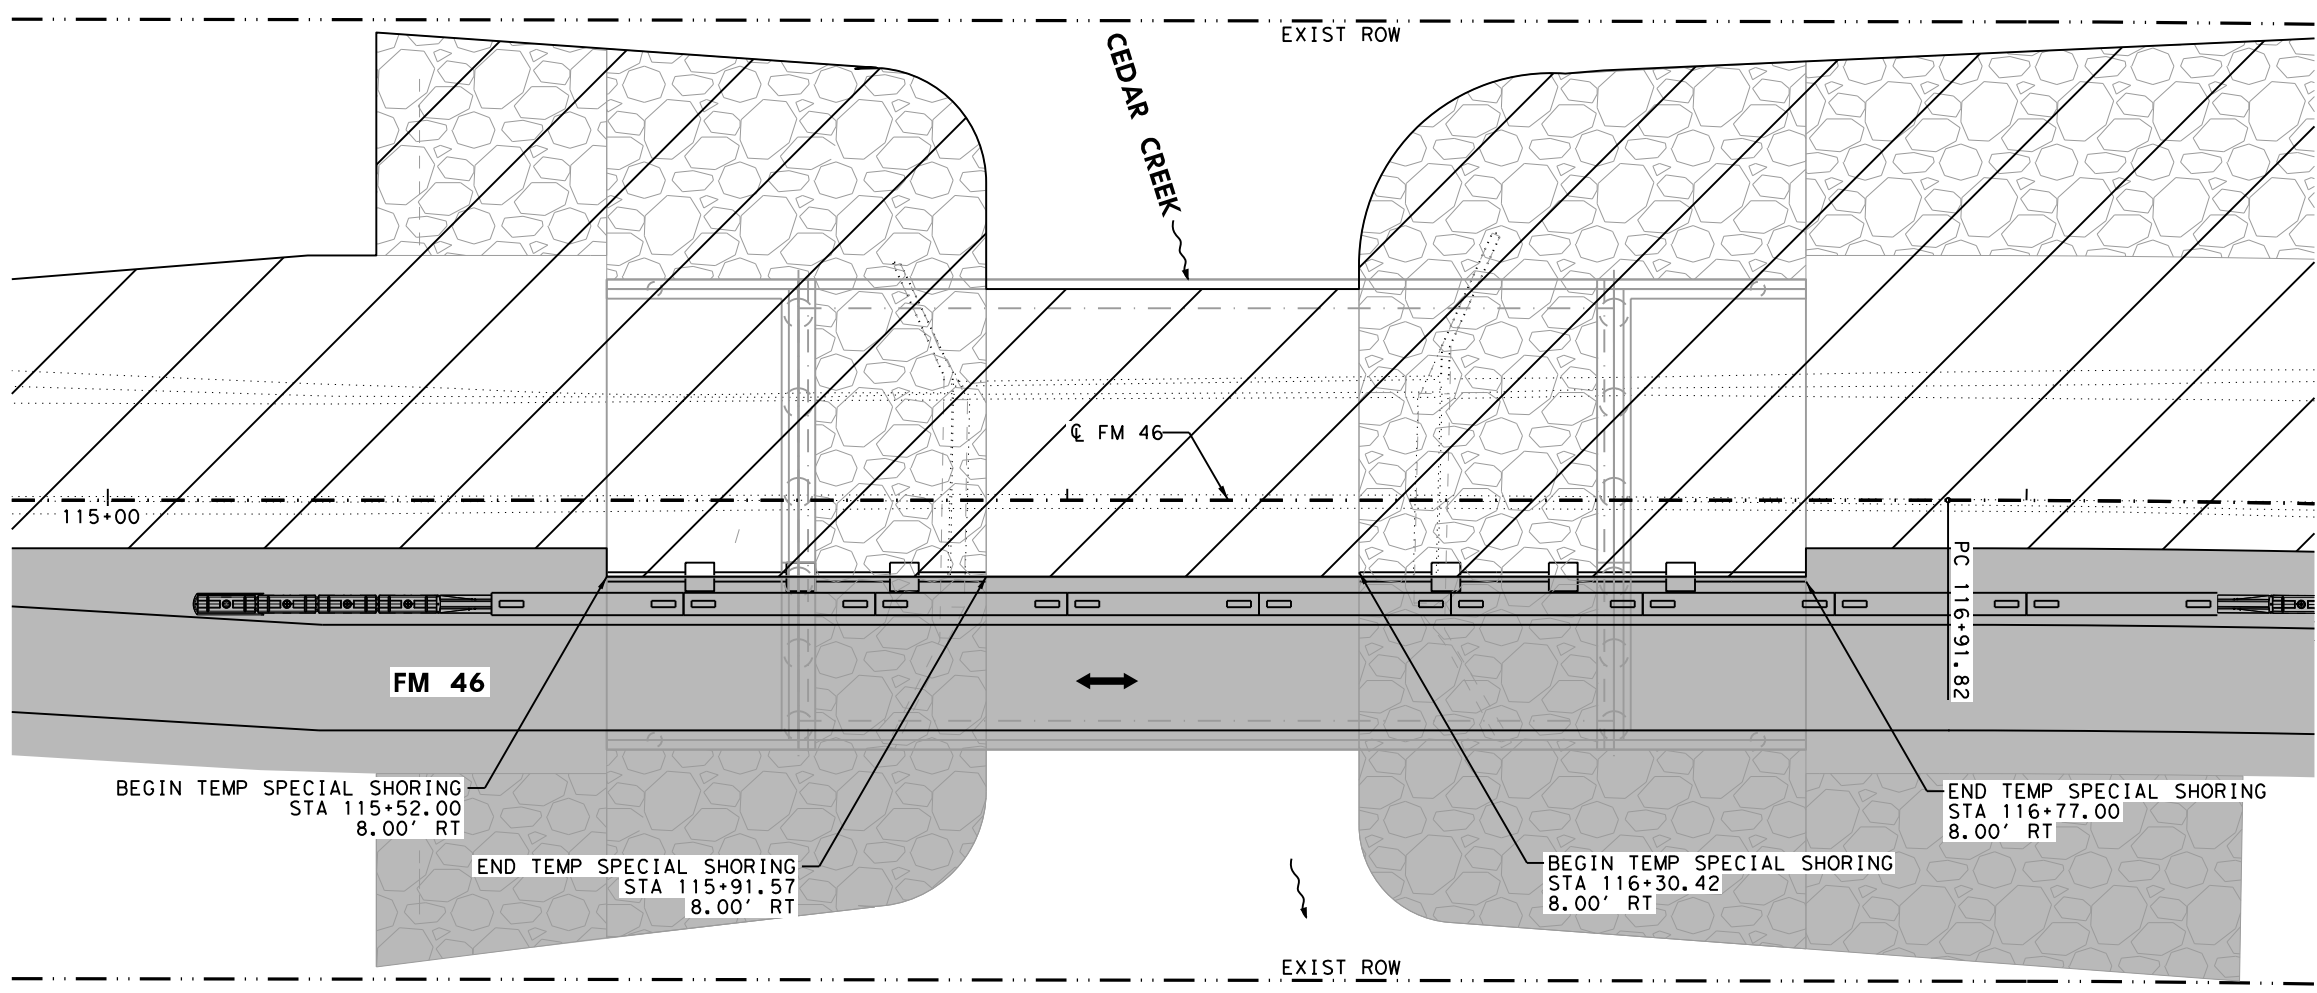 EXIST ROW
CEDAR CREEK
℄ FM 46
115+00
PC 116+91.82
FM 46
BEGIN TEMP SPECIAL SHORING
STA 115+52.00
8.00' RT
END TEMP SPECIAL SHORING
STA 115+91.57
8.00' RT
BEGIN TEMP SPECIAL SHORING
STA 116+30.42
8.00' RT
END TEMP SPECIAL SHORING
STA 116+77.00
8.00' RT
EXIST ROW